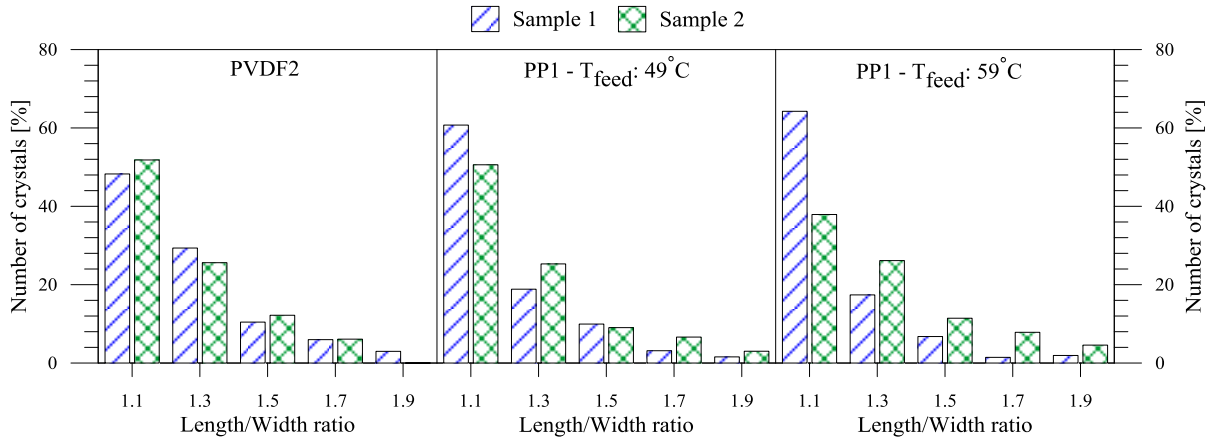 Sample 1 Sample 2
80 80
PVDF2 PP1 - Tfeed: 49°C PP1 - Tfeed: 59°C
60 60
40 40
20 20
0 0
Number of crystals [%]
Number of crystals [%]
1.1 1.3 1.5 1.7 1.9 1.1 1.3 1.5 1.7 1.9 1.1 1.3 1.5 1.7 1.9
Length/Width ratio Length/Width ratio Length/Width ratio